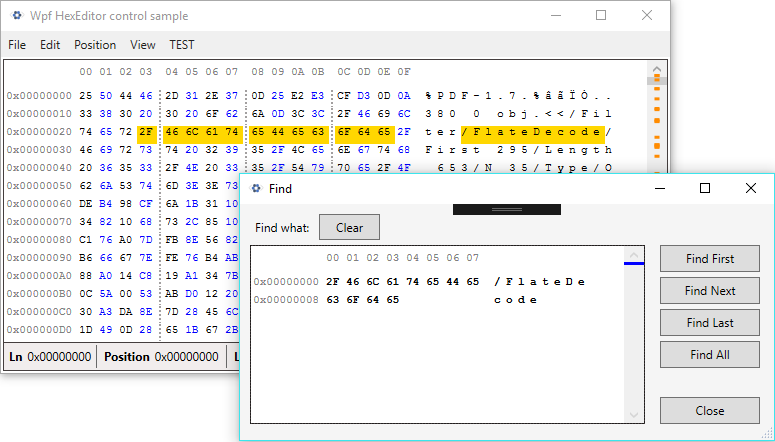 Wpf HexEditor control sample
File Edit Position View TEST
00 01 02 03 04 05 06 07 08 09 0A 0B 0C 0D 0E 0F
0x00000000 25 50 44 46 2D 31 2E 37 0D 25 E2 E3 CF D3 0D 0A %PDF-1.7.%âãÏÓ..
0x00000010 33 38 30 20 30 20 6F 62 6A 0D 3C 3C 2F 46 69 6C 380 0 obj.<</Fil
0x00000020 74 65 72 2F 46 6C 61 74 65 44 65 63 6F 64 65 2F ter/FlateDecode/
0x00000030 46 69 72 73 74 20 32 39 35 2F 4C 65 6E 67 74 68 First 295/Length
0x00000040 20 36 35 33 2F 4E 20 33 35 2F 54 79 70 65 2F 4F 653/N 35/Type/O
0x00000050 62 6A 53 74 6D 3E 3E 73
0x00000060 DE B4 98 CF 6A 1B 31 10
0x00000070 34 82 10 68 73 2C 85 10
0x00000080 C1 76 A0 7D FB 8E 56 82
0x00000090 B6 66 67 7E FE 76 B4 AB
0x000000A0 88 A0 14 C8 19 A1 34 7B
0x000000B0 0C 5A 00 53 AB D0 12 20
0x000000C0 30 A3 DA 8E 7D 28 45 6C
0x000000D0 1D 49 0D 28 65 1B 67 2B
Ln 0x00000000 Position 0x00000000
Find
Find what: Clear
00 01 02 03 04 05 06 07
0x00000000 2F 46 6C 61 74 65 44 65 /FlateDe
0x00000008 63 6F 64 65 code
Find First
Find Next
Find Last
Find All
Close